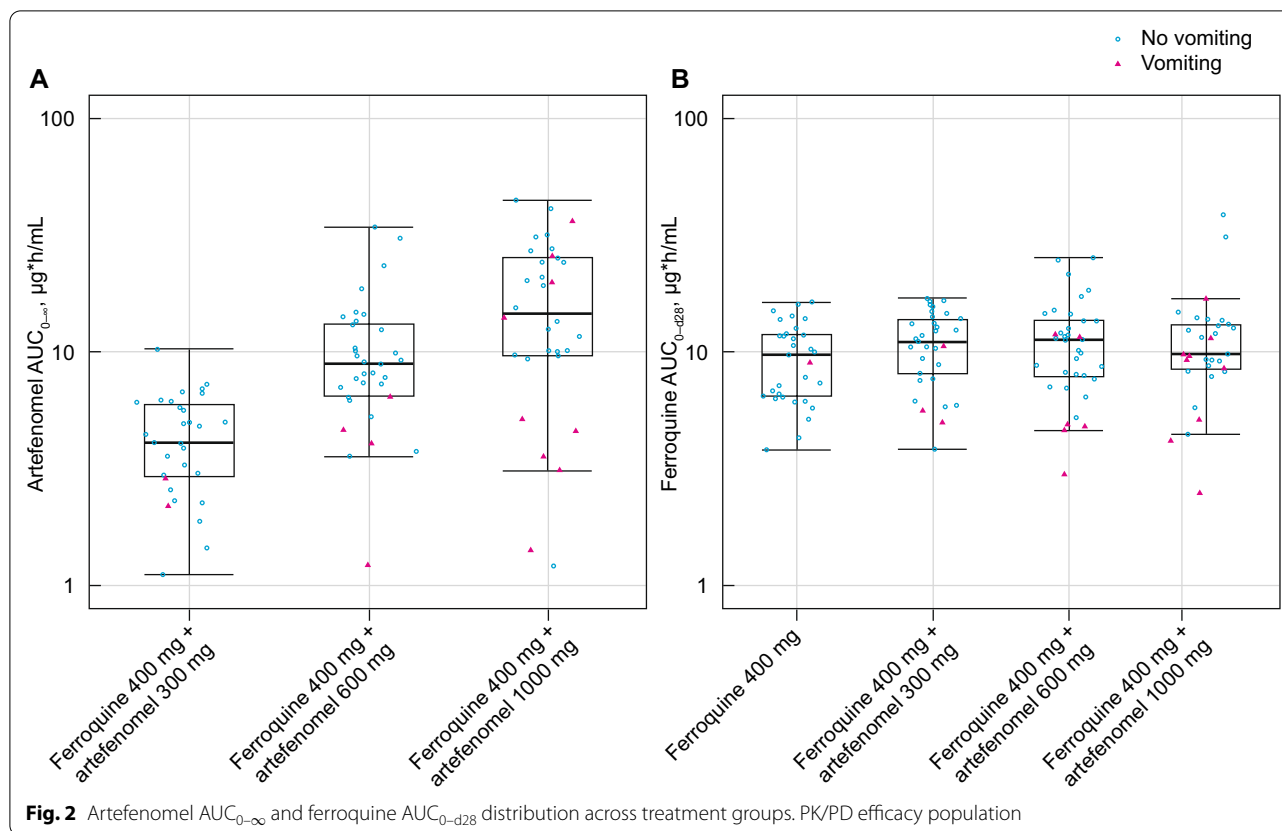 No vomiting
Vomiting
A
B
100
10
1
Artefenomel AUC0–∞, µg*h/mL
Ferroquine 400 mg +
artefenomel 300 mg
Ferroquine 400 mg +
artefenomel 600 mg
Ferroquine 400 mg +
artefenomel 1000 mg
100
10
1
Ferroquine AUC0–d28, µg*h/mL
Ferroquine 400 mg
Ferroquine 400 mg +
artefenomel 300 mg
Ferroquine 400 mg +
artefenomel 600 mg
Ferroquine 400 mg +
artefenomel 1000 mg
Fig. 2 Artefenomel AUC0–∞ and ferroquine AUC0–d28 distribution across treatment groups. PK/PD efficacy population